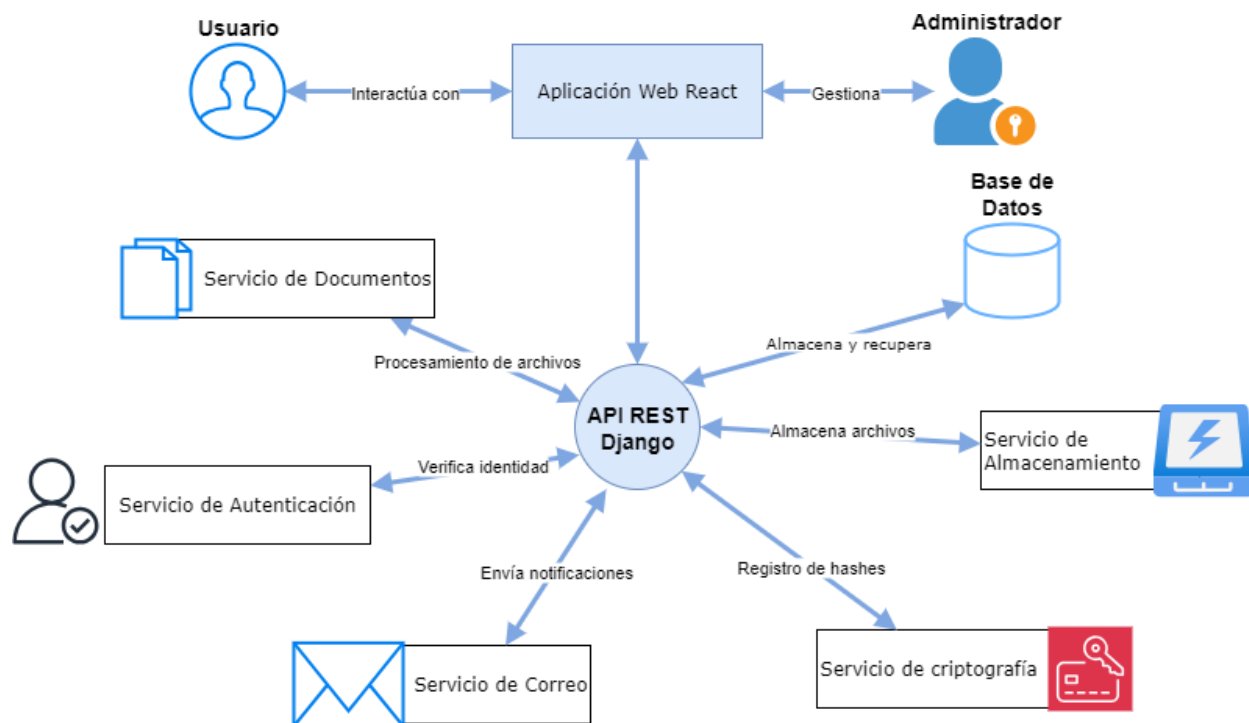 Usuario
Administrador
Interactúa con
Aplicación Web React
Gestiona
Base de
Datos
Servicio de Documentos
Procesamiento de archivos
Almacena y recupera
API REST
Django
Almacena archivos
Servicio de
Almacenamiento
Verifica identidad
Servicio de Autenticación
Envía notificaciones
Registro de hashes
Servicio de Correo
Servicio de criptografía